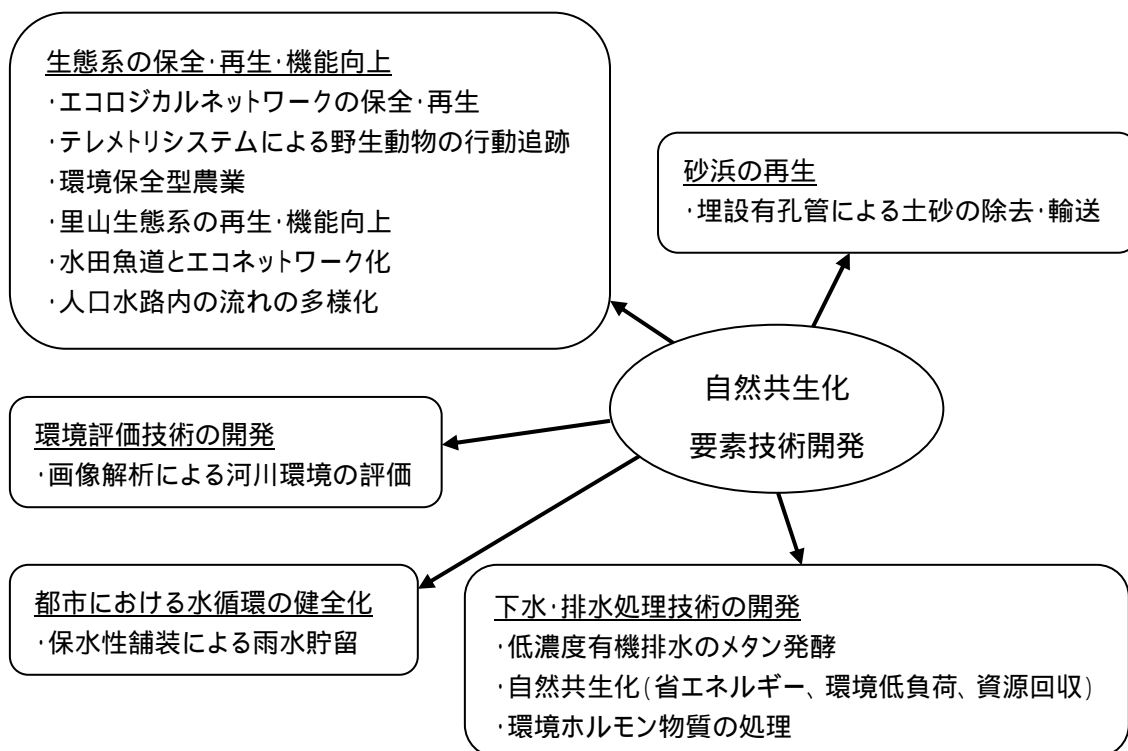 生態系の保全・再生・機能向上
・エコロジカルネットワークの保全・再生
・テレメトリシステムによる野生動物の行動追跡
・環境保全型農業
・里山生態系の再生・機能向上
・水田魚道とエコネットワーク化
・人口水路内の流れの多様化
砂浜の再生
・埋設有孔管による土砂の除去・輸送
自然共生化
要素技術開発
環境評価技術の開発
・画像解析による河川環境の評価
都市における水循環の健全化
・保水性舗装による雨水貯留
下水・排水処理技術の開発
・低濃度有機排水のメタン発酵
・自然共生化(省エネルギー、環境低負荷、資源回収)
・環境ホルモン物質の処理